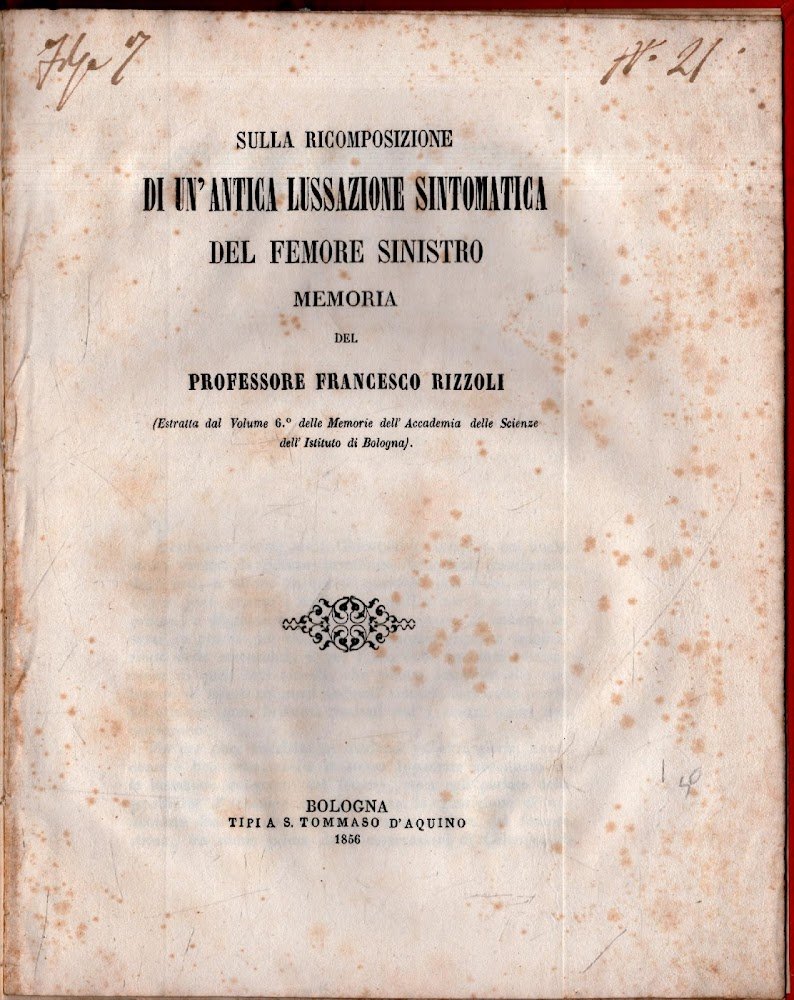 N. 21
SULLA RICOMPOSIZIONE
DI UN' ANTICA LUSSAZIONE SINTOMATICA
DEL FEMORE SINISTRO
MEMORIA
DEL
PROFESSORE FRANCESCO RIZZOLI
(Estratta dal Volume 6.º delle Memorie dell' Accademia delle Scienze
dell' Istituto di Bologna).
BOLOGNA
TIPI A S. TOMMASO D'AQUINO
1856